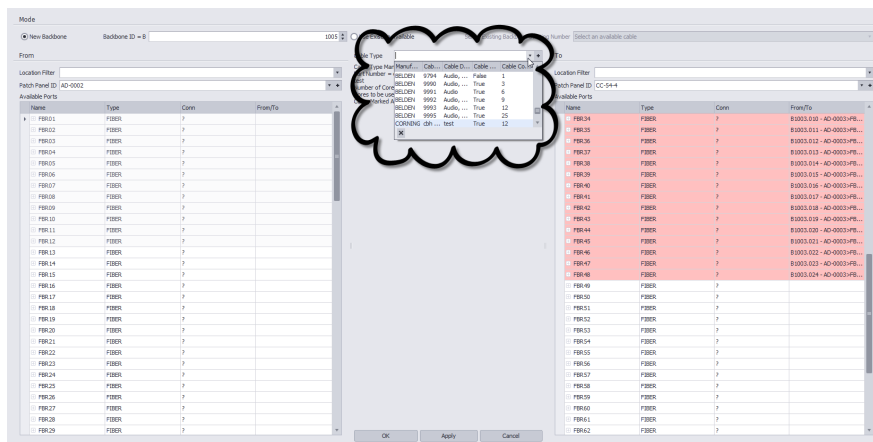 Mode
New Backbone Backbone ID = B 1005 Select an available cable
From Cable Type To
Location Filter Location Filter
Patch Panel ID AD-0002 Patch Panel ID CC-54-4
Available Ports Available Ports
Name Type Conn From/To
Manuf... Cab... Cable D... Cable ... Cable Co...
BELDEN 9794 Audio, ... False 1
BELDEN 9990 Audio, ... True 3
BELDEN 9991 Audio True 6
BELDEN 9992 Audio, ... True 9
BELDEN 9993 Audio, ... True 12
BELDEN 9995 Audio, ... True 25
CORNING cbh ... test True 12
Name Type Conn From/To
FBR01 FIBER ?
FBR02 FIBER ?
FBR03 FIBER ?
FBR04 FIBER ?
FBR05 FIBER ?
FBR06 FIBER ?
FBR07 FIBER ?
FBR08 FIBER ?
FBR09 FIBER ?
FBR10 FIBER ?
FBR11 FIBER ?
FBR12 FIBER ?
FBR13 FIBER ?
FBR14 FIBER ?
FBR15 FIBER ?
FBR16 FIBER ?
FBR17 FIBER ?
FBR18 FIBER ?
FBR19 FIBER ?
FBR20 FIBER ?
FBR21 FIBER ?
FBR22 FIBER ?
FBR23 FIBER ?
FBR24 FIBER ?
FBR25 FIBER ?
FBR26 FIBER ?
FBR27 FIBER ?
FBR28 FIBER ?
FBR29 FIBER ?
FBR34 FIBER ? B1003.010 - AD-0003>FB...
FBR35 FIBER ? B1003.011 - AD-0003>FB...
FBR36 FIBER ? B1003.012 - AD-0003>FB...
FBR37 FIBER ? B1003.013 - AD-0003>FB...
FBR38 FIBER ? B1003.014 - AD-0003>FB...
FBR39 FIBER ? B1003.015 - AD-0003>FB...
FBR40 FIBER ? B1003.016 - AD-0003>FB...
FBR41 FIBER ? B1003.017 - AD-0003>FB...
FBR42 FIBER ? B1003.018 - AD-0003>FB...
FBR43 FIBER ? B1003.019 - AD-0003>FB...
FBR44 FIBER ? B1003.020 - AD-0003>FB...
FBR45 FIBER ? B1003.021 - AD-0003>FB...
FBR46 FIBER ? B1003.022 - AD-0003>FB...
FBR47 FIBER ? B1003.023 - AD-0003>FB...
FBR48 FIBER ? B1003.024 - AD-0003>FB...
FBR49 FIBER ?
FBR50 FIBER ?
FBR51 FIBER ?
FBR52 FIBER ?
FBR53 FIBER ?
FBR54 FIBER ?
FBR55 FIBER ?
FBR56 FIBER ?
FBR57 FIBER ?
FBR58 FIBER ?
FBR59 FIBER ?
FBR60 FIBER ?
FBR61 FIBER ?
FBR62 FIBER ?
OK Apply Cancel